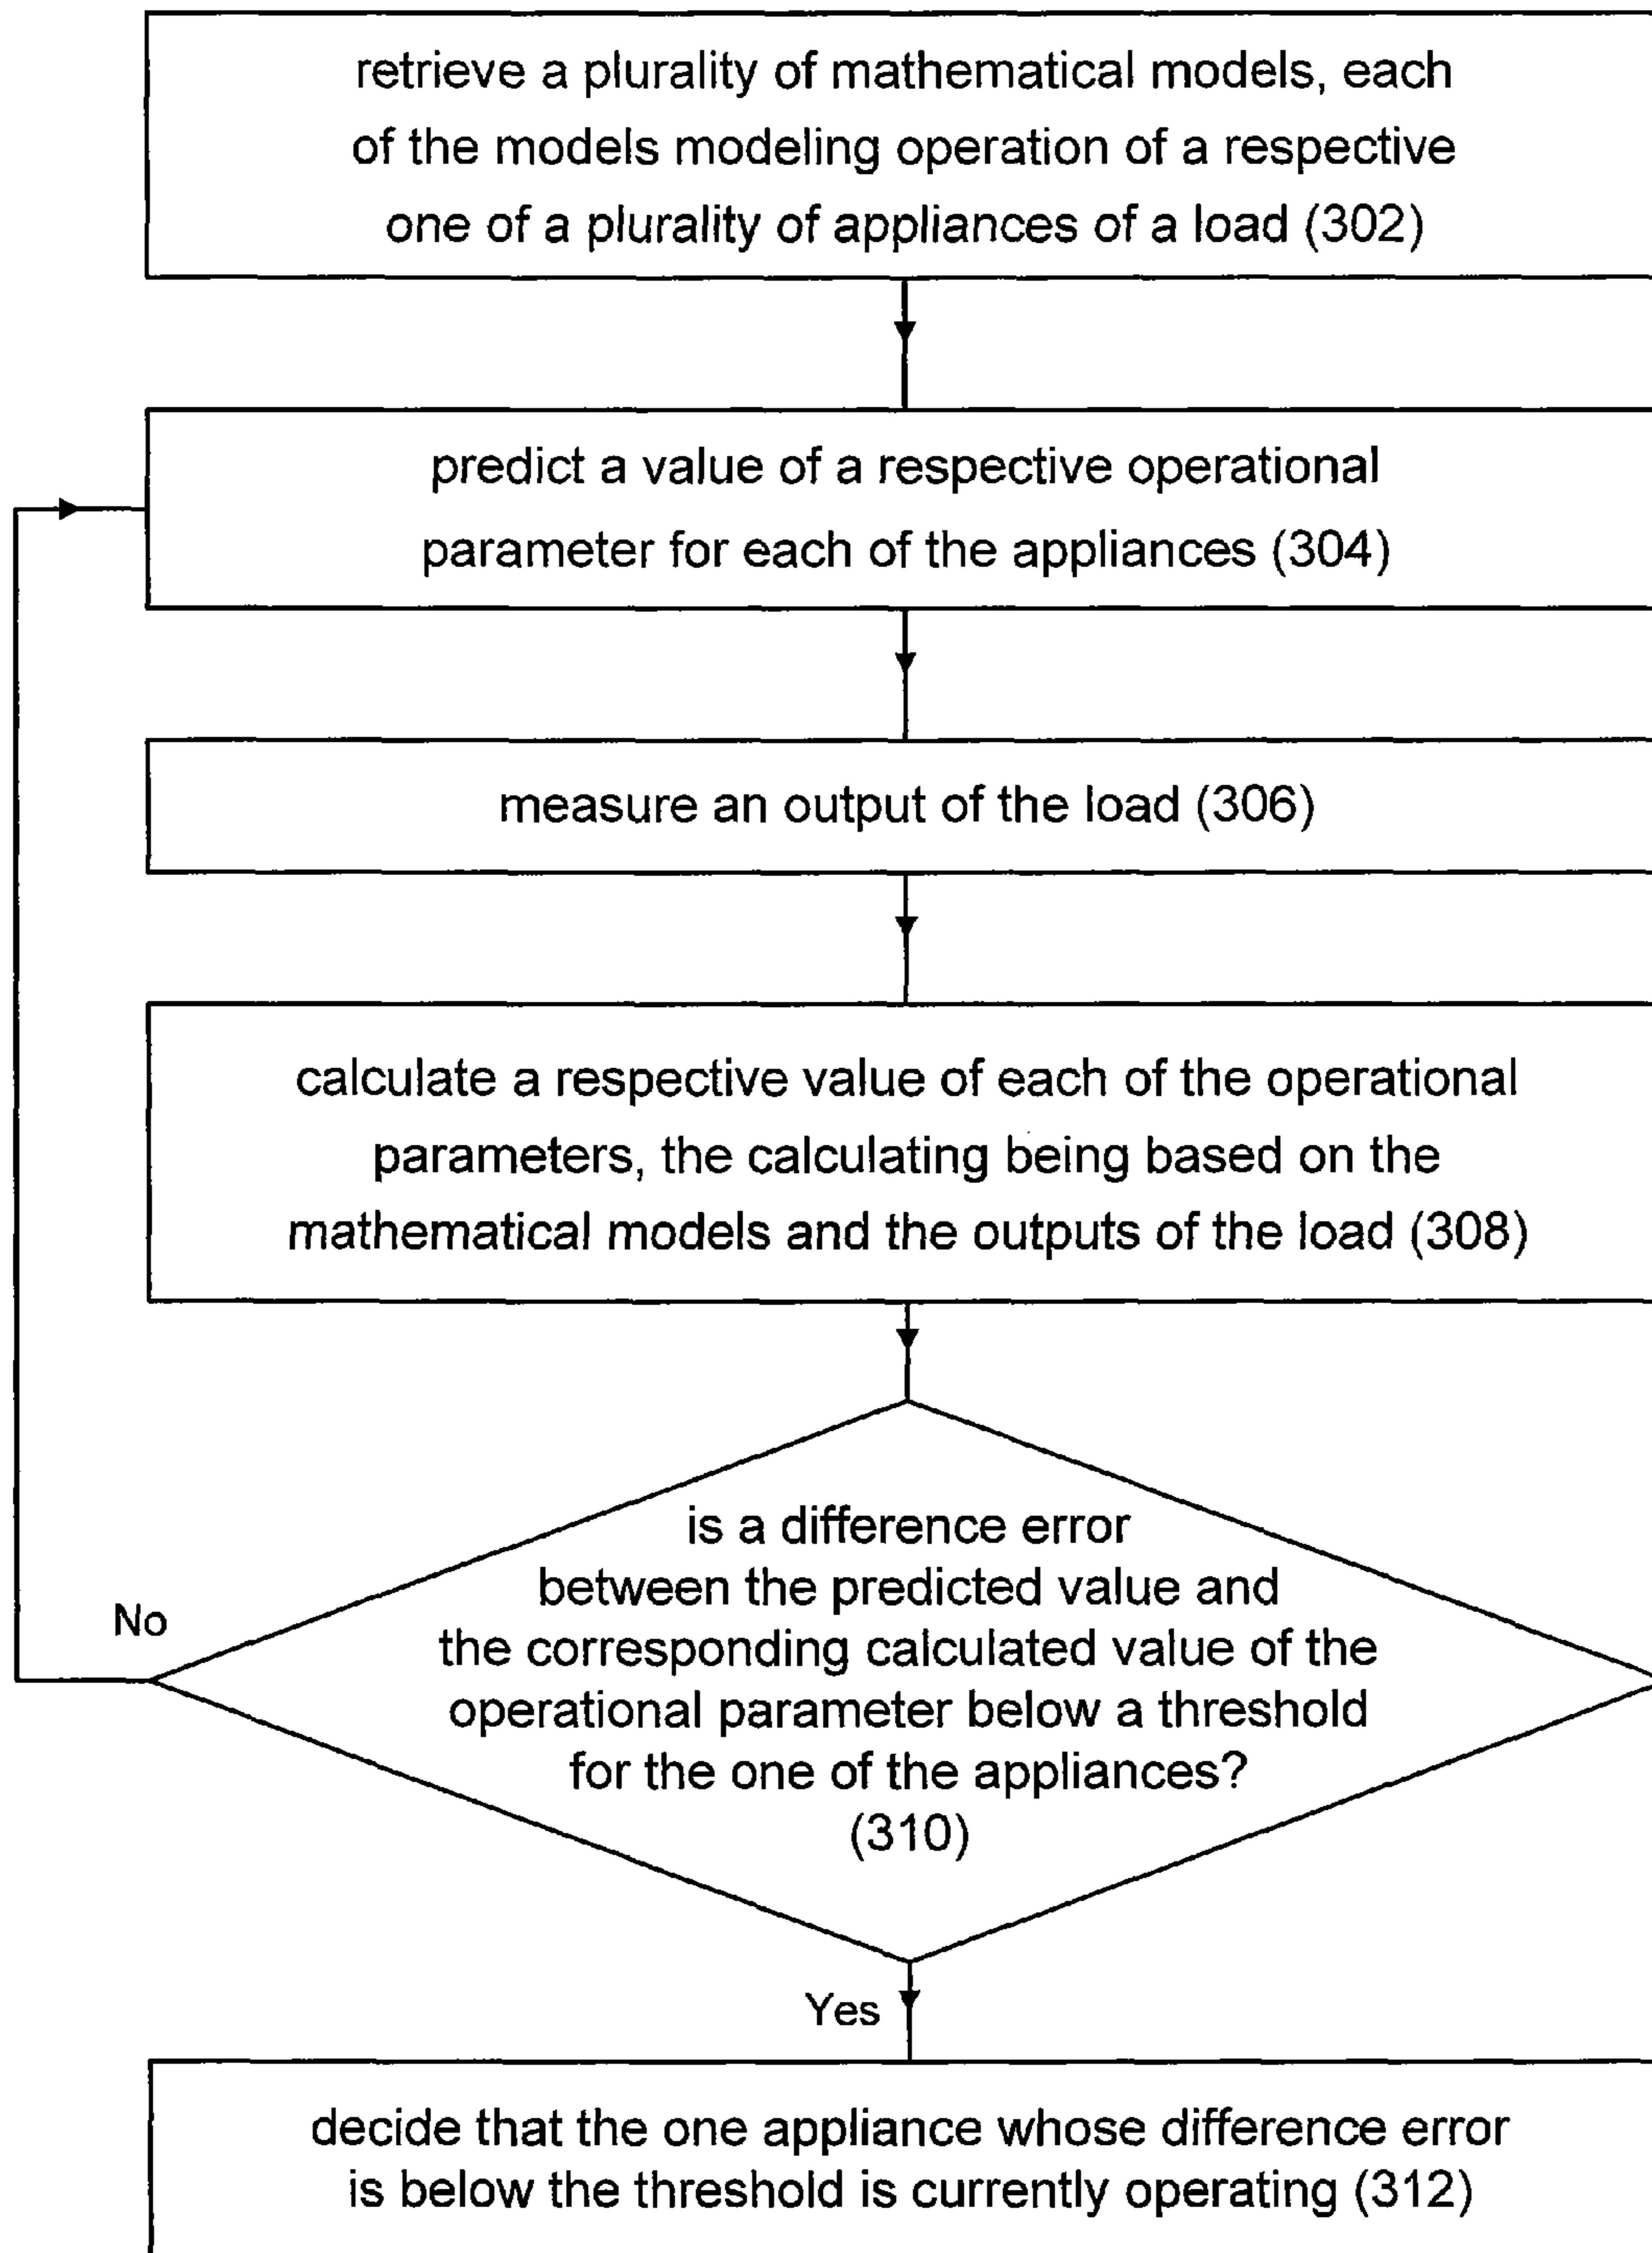 retrieve a plurality of mathematical models, each
of the models modeling operation of a respective
one of a plurality of appliances of a load (302)
predict a value of a respective operational
parameter for each of the appliances (304)
measure an output of the load (306)
calculate a respective value of each of the operational
parameters, the calculating being based on the
mathematical models and the outputs of the load (308)
is a difference error
between the predicted value and
the corresponding calculated value of the
operational parameter below a threshold
for the one of the appliances?
(310)
No
Yes
decide that the one appliance whose difference error
is below the threshold is currently operating (312)